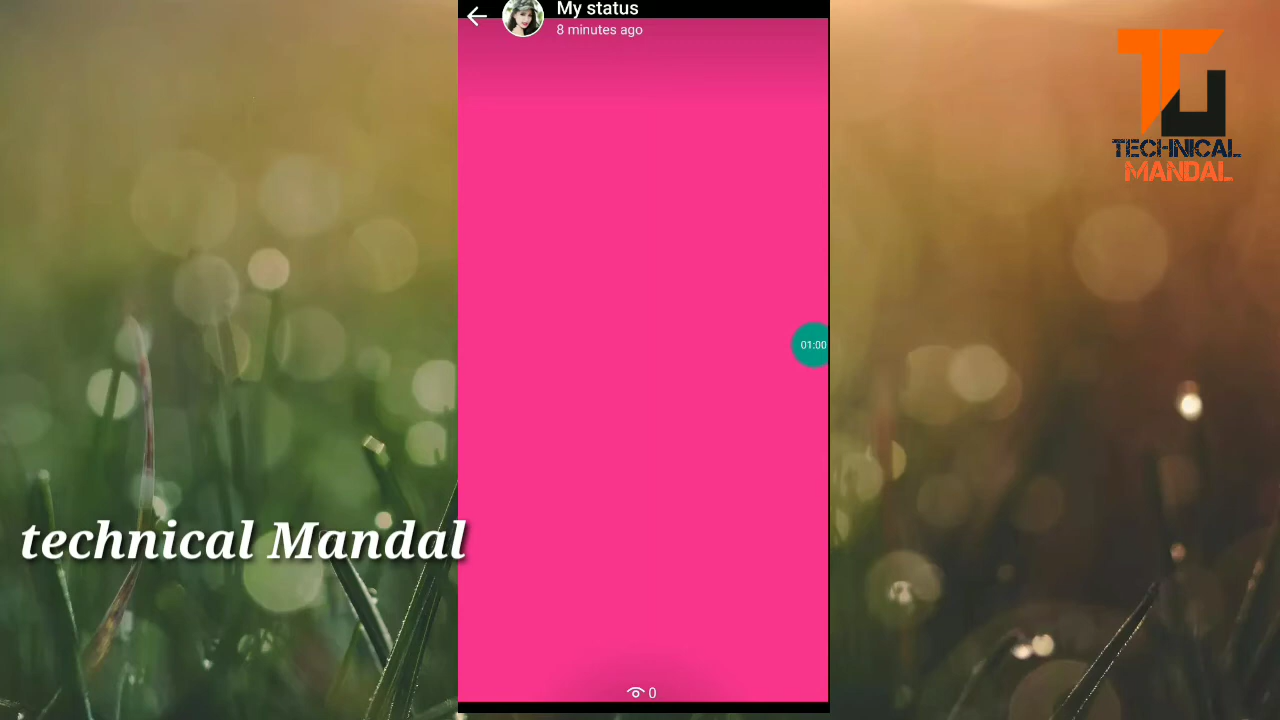 My status
8 minutes ago
TECHNICAL
MANDAL
01:00
technical Mandal
0